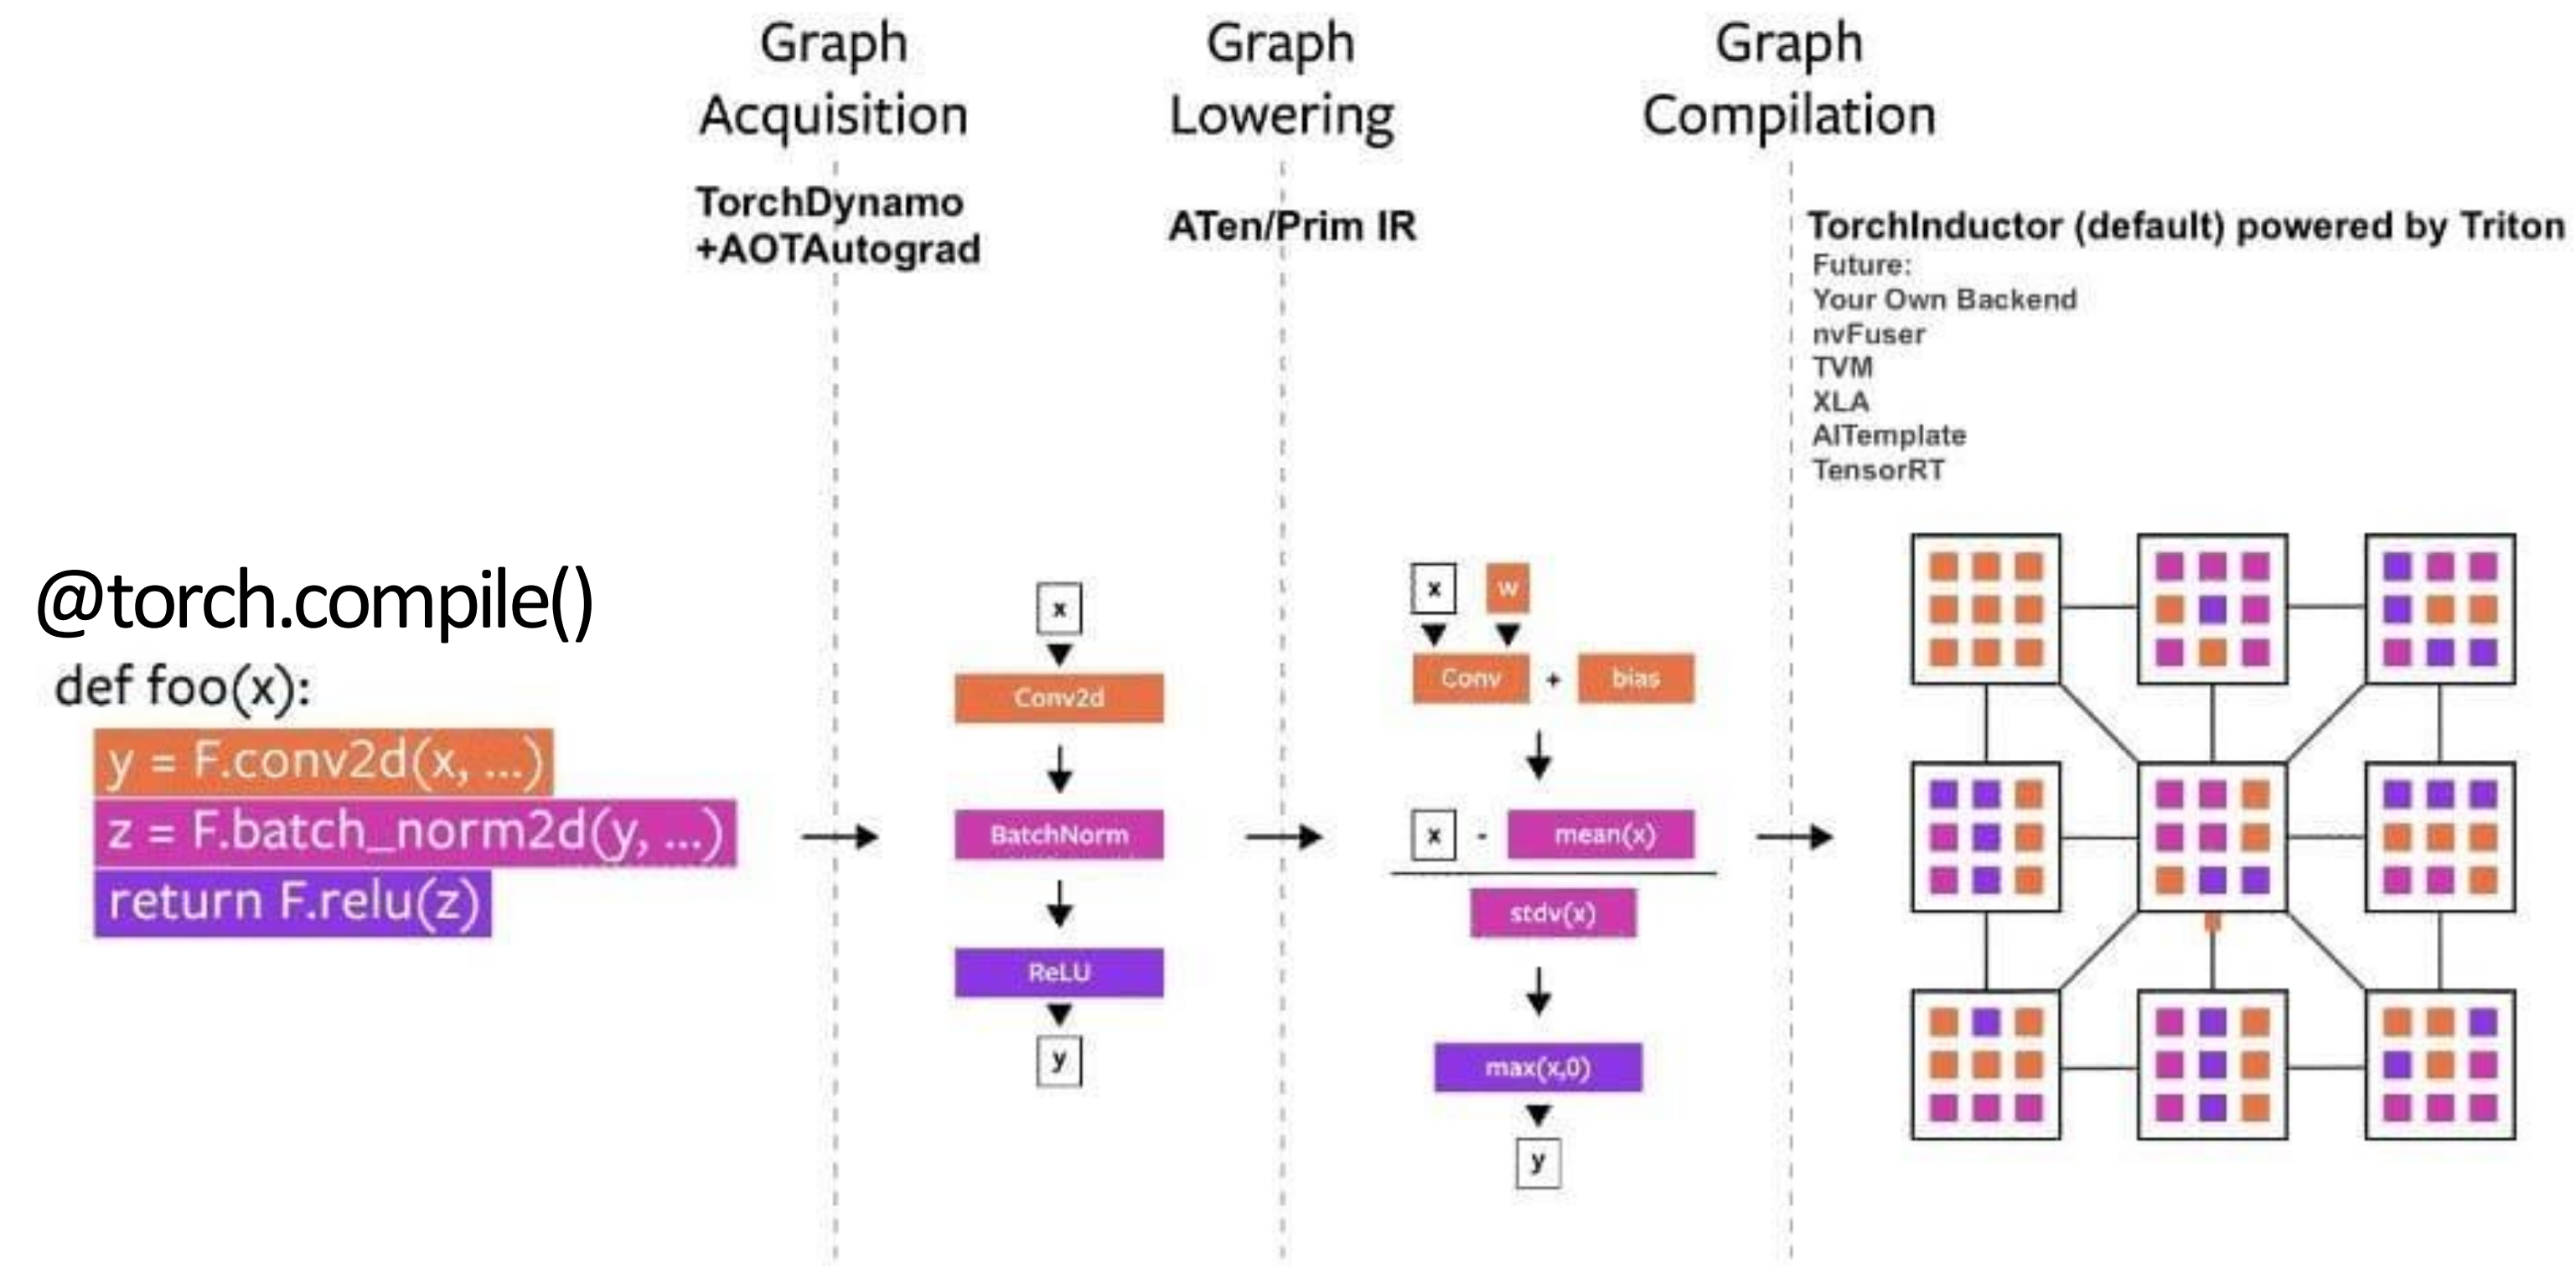 Graph
Acquisition
Graph
Lowering
Graph
Compilation
TorchDynamo
+AOTAutograd
ATen/Prim IR
TorchInductor (default) powered by Triton
Future:
Your Own Backend
nvFuser
TVM
XLA
AITemplate
TensorRT
@torch.compile()
def foo(x):
y = F.conv2d(x, ...)
z = F.batch_norm2d(y, ...)
return F.relu(z)
x
Conv2d
BatchNorm
ReLU
y
x w
Conv + bias
x - mean(x)
stdv(x)
max(x,0)
y